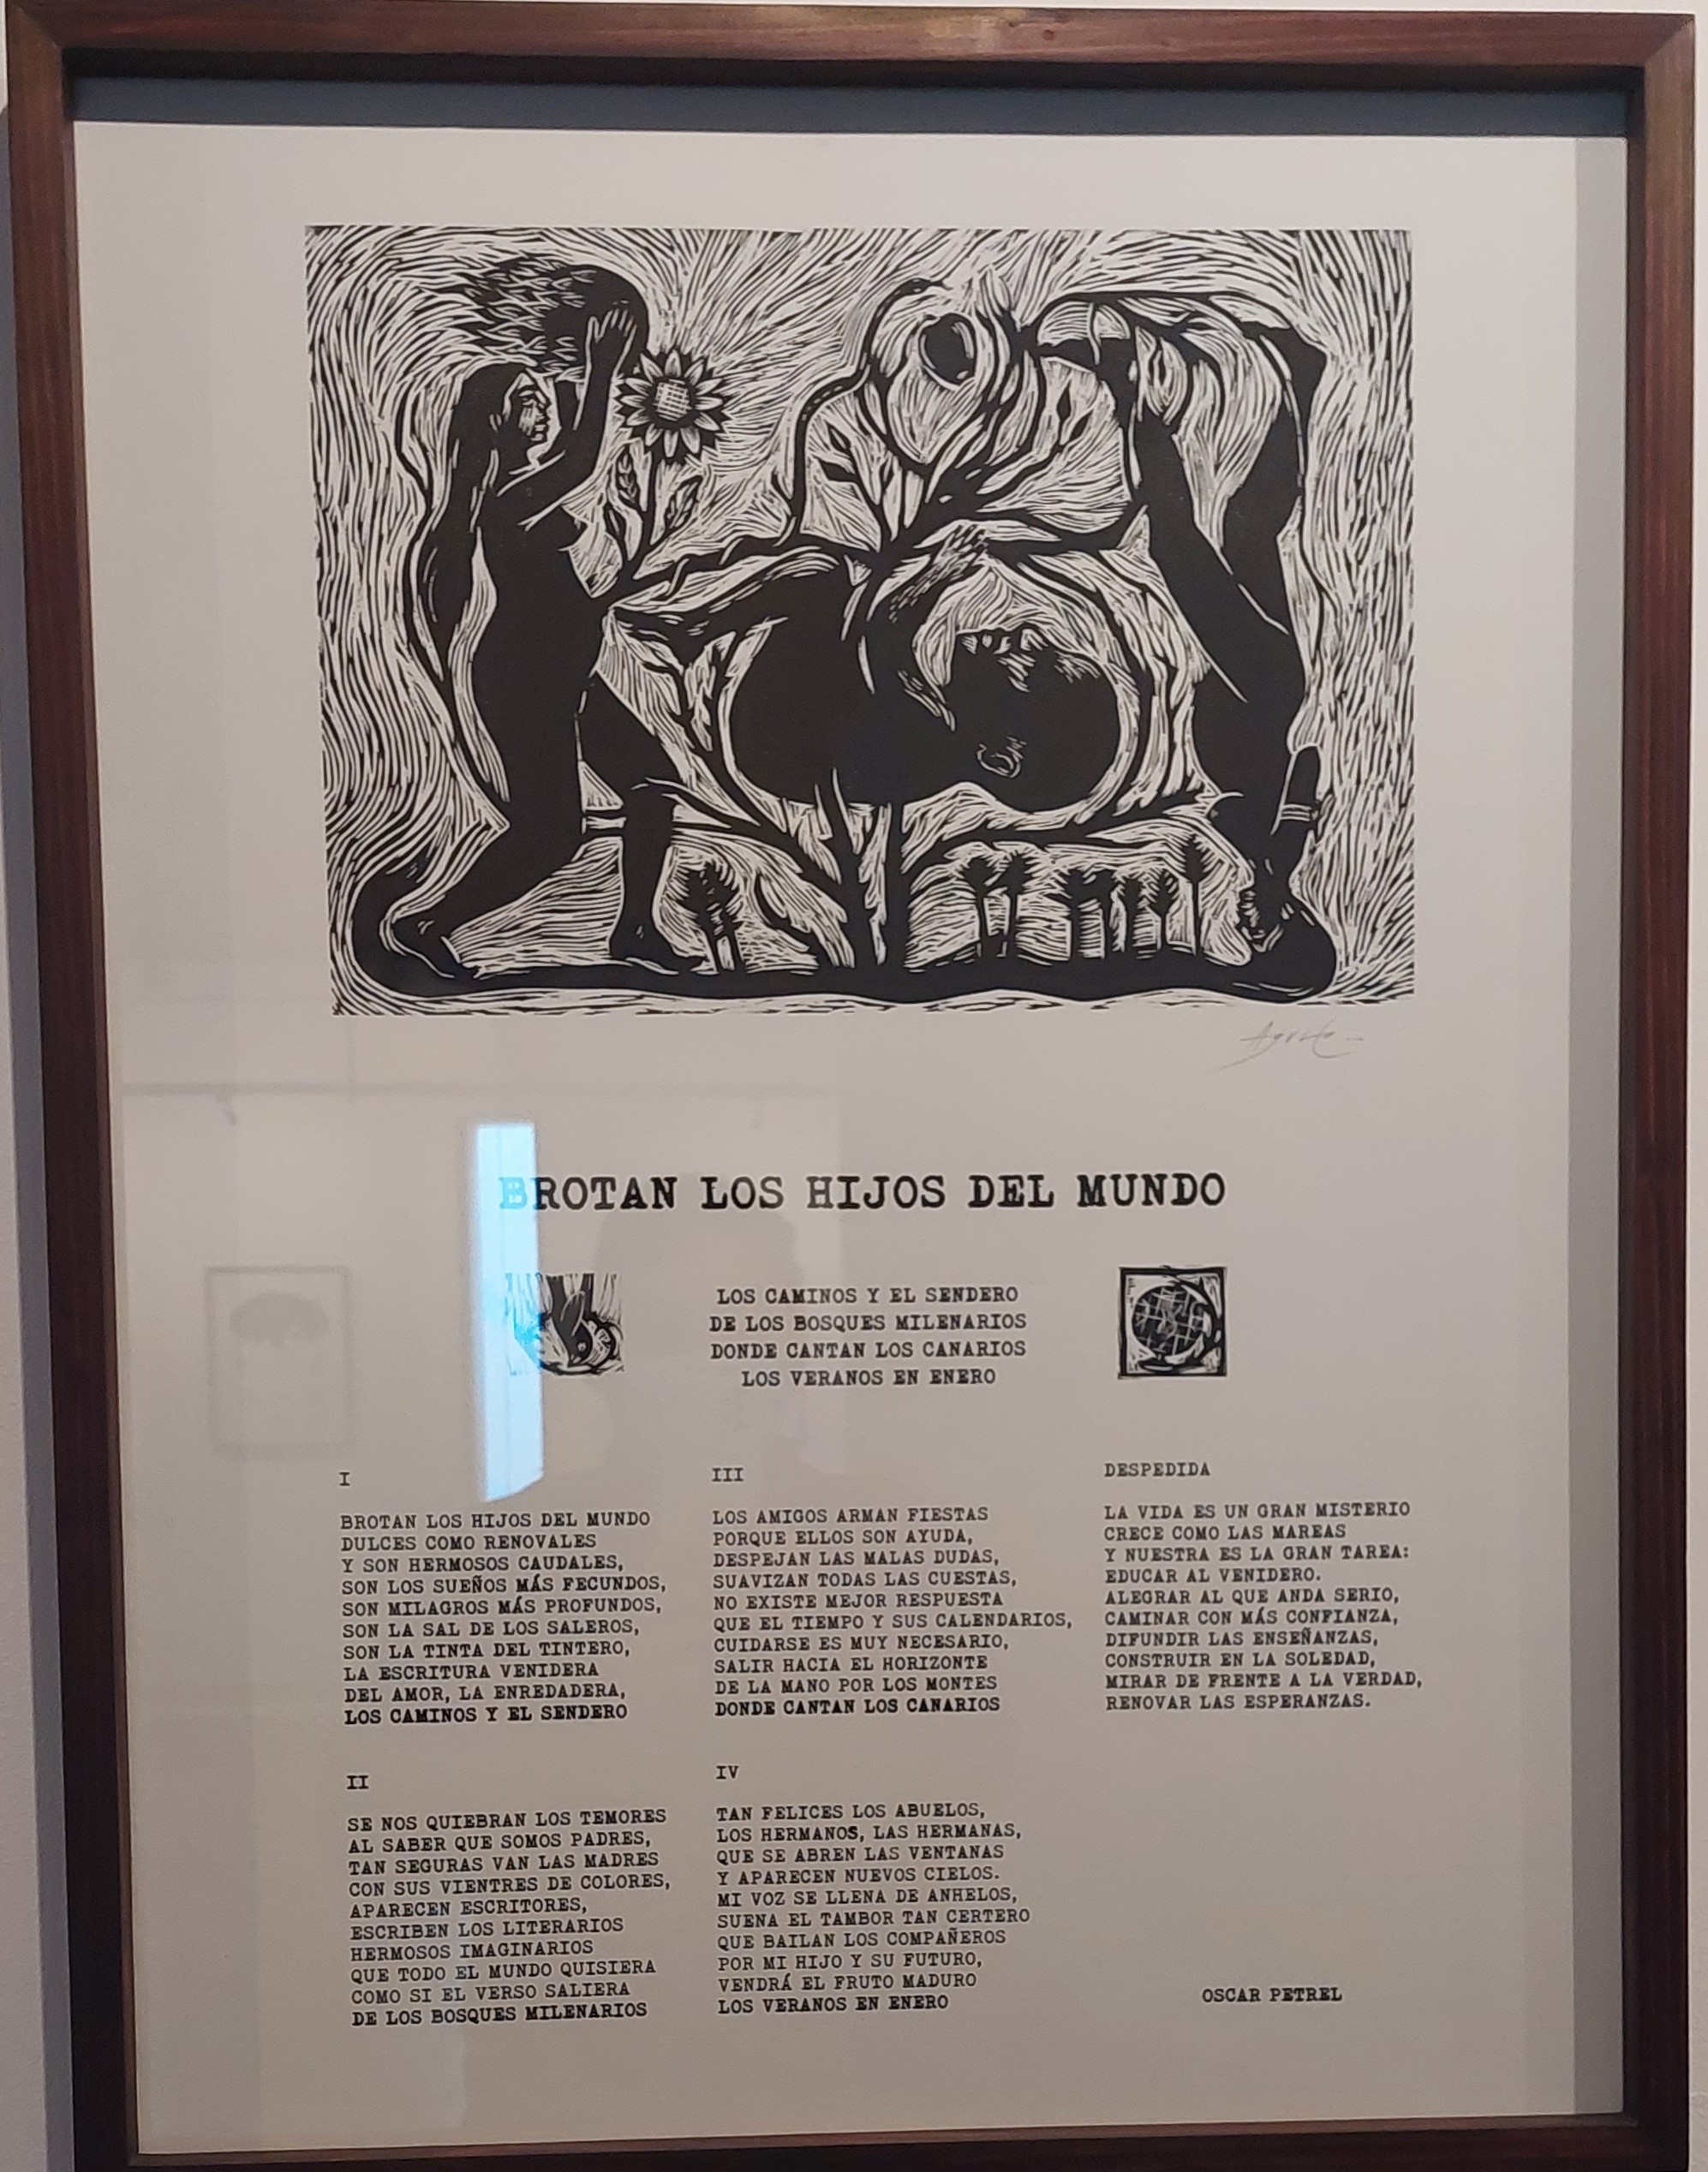 BROTAN LOS HIJOS DEL MUNDO
LOS CAMINOS Y EL SENDERO
DE LOS BOSQUES MILENARIOS
DONDE CANTAN LOS CANARIOS
LOS VERANOS EN ENERO
I
BROTAN LOS HIJOS DEL MUNDO
DULCES COMO RENOVALES
Y SON HERMOSOS CAUDALES,
SON LOS SUEÑOS MÁS FECUNDOS,
SON MILAGROS MÁS PROFUNDOS,
SON LA SAL DE LOS SALEROS,
SON LA TINTA DEL TINTERO,
LA ESCRITURA VENIDERA
DEL AMOR, LA ENREDADERA,
LOS CAMINOS Y EL SENDERO
II
SE NOS QUIEBRAN LOS TEMORES
AL SABER QUE SOMOS PADRES,
TAN SEGURAS VAN LAS MADRES
CON SUS VIENTRES DE COLORES,
APARECEN ESCRITORES,
ESCRIBEN LOS LITERARIOS
HERMOSOS IMAGINARIOS
QUE TODO EL MUNDO QUISIERA
COMO SI EL VERSO SALIERA
DE LOS BOSQUES MILENARIOS
III
LOS AMIGOS ARMAN FIESTAS
PORQUE ELLOS SON AYUDA,
DESPEJAN LAS MALAS DUDAS,
SUAVIZAN TODAS LAS CUESTAS,
NO EXISTE MEJOR RESPUESTA
QUE EL TIEMPO Y SUS CALENDARIOS,
CUIDARSE ES MUY NECESARIO,
SALIR HACIA EL HORIZONTE
DE LA MANO POR LOS MONTES
DONDE CANTAN LOS CANARIOS
IV
TAN FELICES LOS ABUELOS,
LOS HERMANOS, LAS HERMANAS,
QUE SE ABREN LAS VENTANAS
Y APARECEN NUEVOS CIELOS.
MI VOZ SE LLENA DE ANHELOS,
SUENA EL TAMBOR TAN CERTERO
QUE BAILAN LOS COMPAÑEROS
POR MI HIJO Y SU FUTURO,
VENDRÁ EL FRUTO MADURO
LOS VERANOS EN ENERO
DESPEDIDA
LA VIDA ES UN GRAN MISTERIO
CRECE COMO LAS MAREAS
Y NUESTRA ES LA GRAN TAREA:
EDUCAR AL VENIDERO.
ALEGRAR AL QUE ANDA SERIO,
CAMINAR CON MÁS CONFIANZA,
DIFUNDIR LAS ENSEÑANZAS,
CONSTRUIR EN LA SOLEDAD,
MIRAR DE FRENTE A LA VERDAD,
RENOVAR LAS ESPERANZAS.
OSCAR PETREL